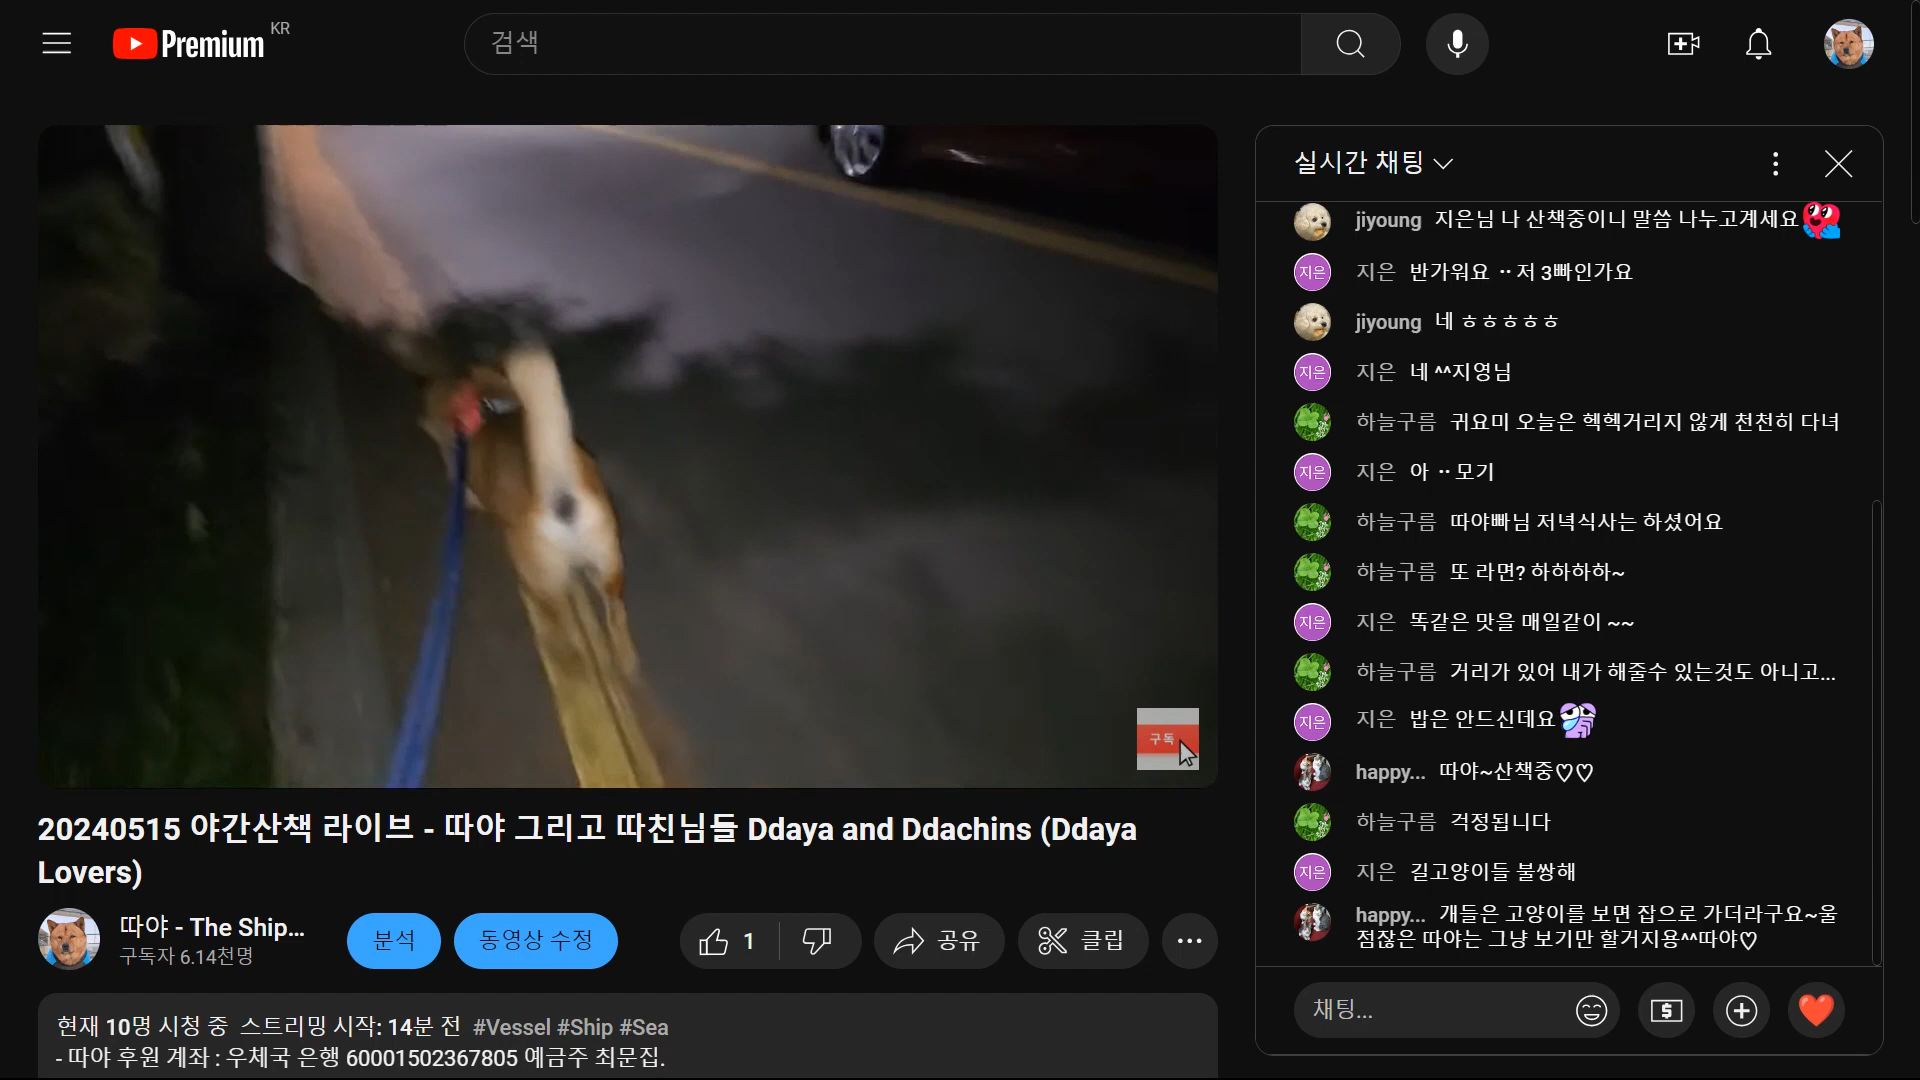 Premium KR
검색
실시간 채팅
jiyoung 지은님 나 산책중이니 말씀 나누고계세요
지은 지은 반가워요 ··저 3빠인가요
jiyoung 네 ㅎㅎㅎㅎㅎ
지은 지은 네 ^^지영님
하늘구름 귀요미 오늘은 헥헥거리지 않게 천천히 다녀
지은 지은 아 ··모기
하늘구름 따야빠님 저녁식사는 하셨어요
하늘구름 또 라면? 하하하하~
지은 지은 똑같은 맛을 매일같이 ~~
하늘구름 거리가 있어 내가 해줄수 있는것도 아니고...
지은 지은 밥은 안드신데요
happy... 따야~산책중♡♡
하늘구름 걱정됩니다
지은 지은 길고양이들 불쌍해
happy... 개들은 고양이를 보면 잡으로 가더라구요~울
점잖은 따야는 그냥 보기만 할거지용^^따야♡
채팅...
구독
20240515 야간산책 라이브 - 따야 그리고 따친님들 Ddaya and Ddachins (Ddaya
Lovers)
따야 - The Ship...
구독자 6.14천명
분석
동영상 수정
1
공유
클립
현재 10명 시청 중 스트리밍 시작: 14분 전 #Vessel #Ship #Sea
- 따야 후원 계좌 : 우체국 은행 60001502367805 예금주 최문집.